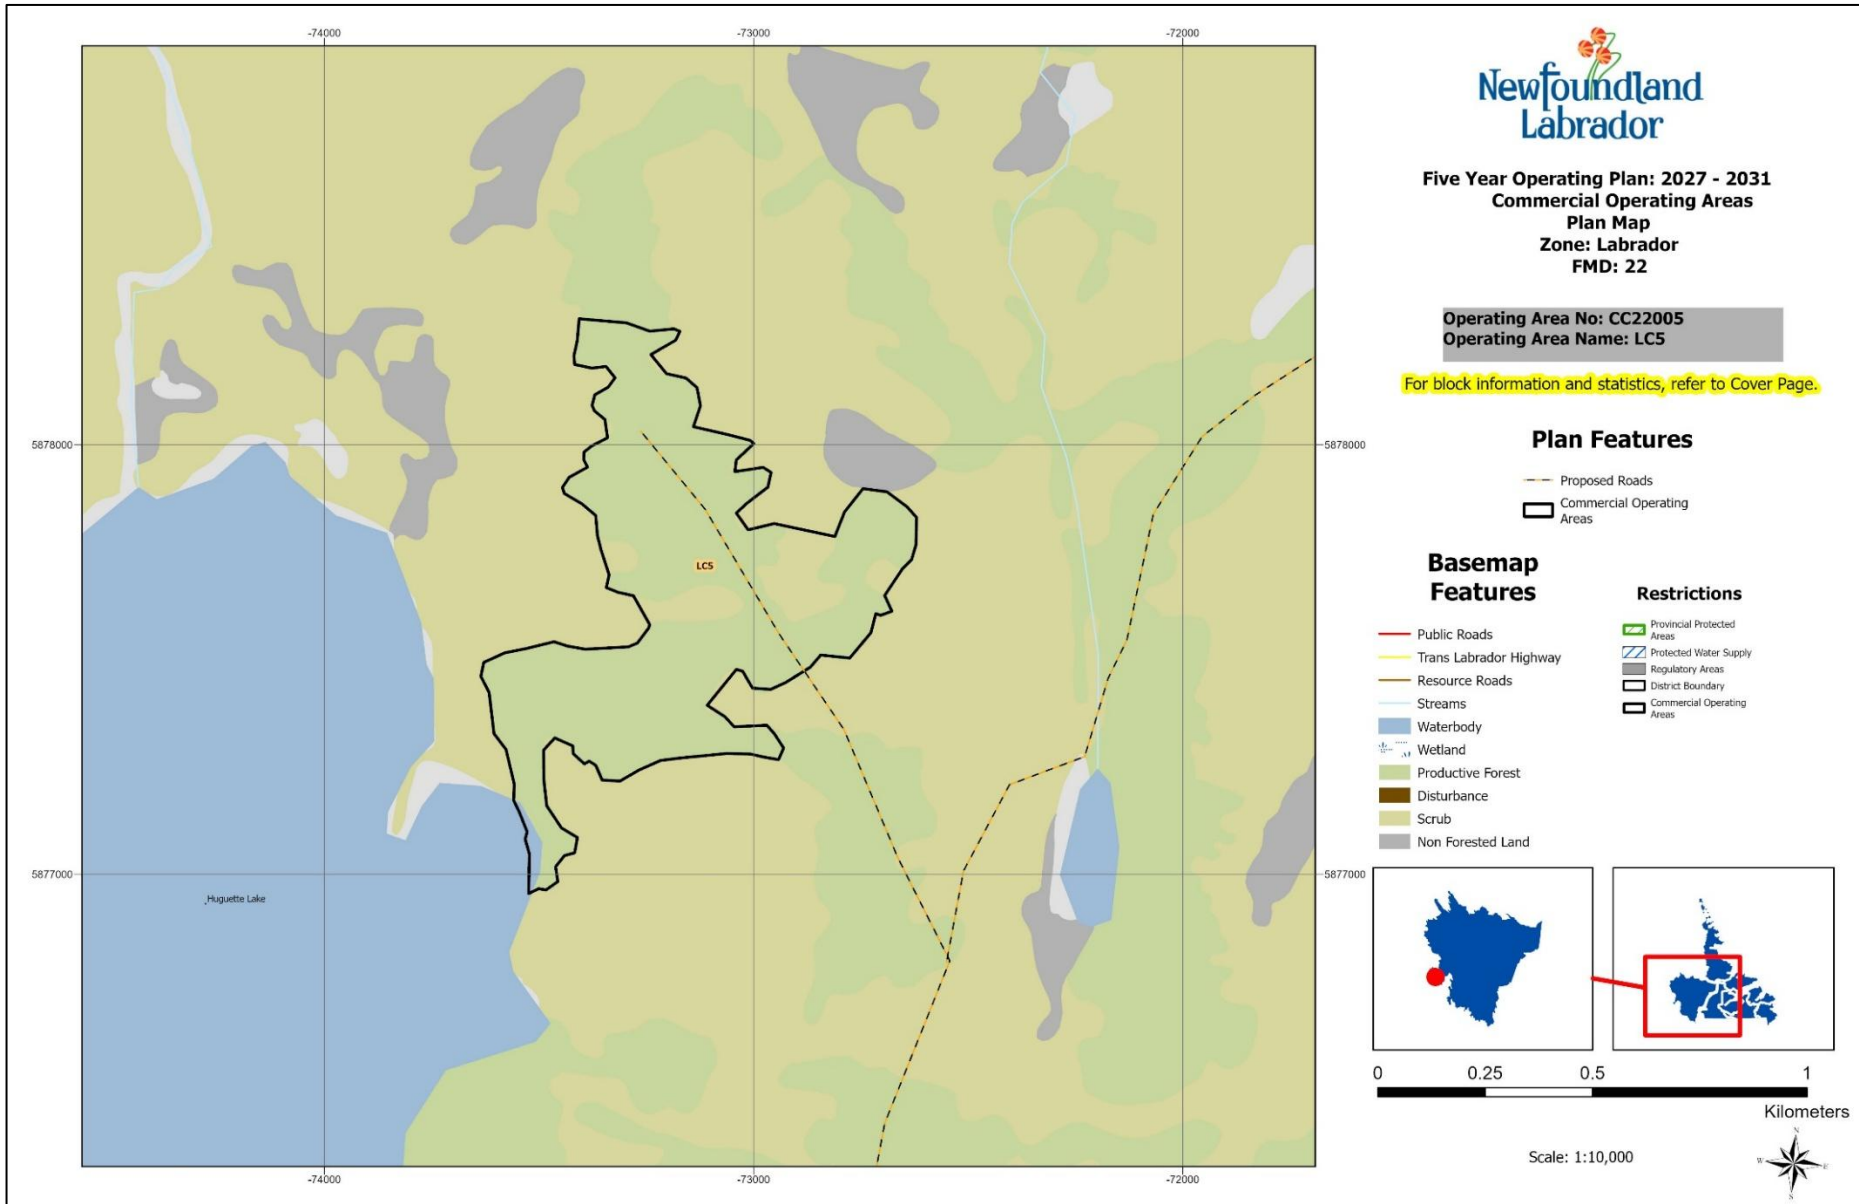 -74000
-73000
-72000
5878000
5878000
5877000
5877000
-74000
-73000
-72000
LC5
Huguette Lake
Newfoundland
Labrador
Five Year Operating Plan: 2027 - 2031
Commercial Operating Areas
Plan Map
Zone: Labrador
FMD: 22
Operating Area No: CC22005
Operating Area Name: LC5
For block information and statistics, refer to Cover Page.
Plan Features
Proposed Roads
Commercial Operating
Areas
Basemap
Features
Public Roads
Trans Labrador Highway
Resource Roads
Streams
Waterbody
Wetland
Productive Forest
Disturbance
Scrub
Non Forested Land
Restrictions
Provincial Protected
Areas
Protected Water Supply
Regulatory Areas
District Boundary
Commercial Operating
Areas
0 0.25 0.5 1
Kilometers
Scale: 1:10,000
N
W
E
S